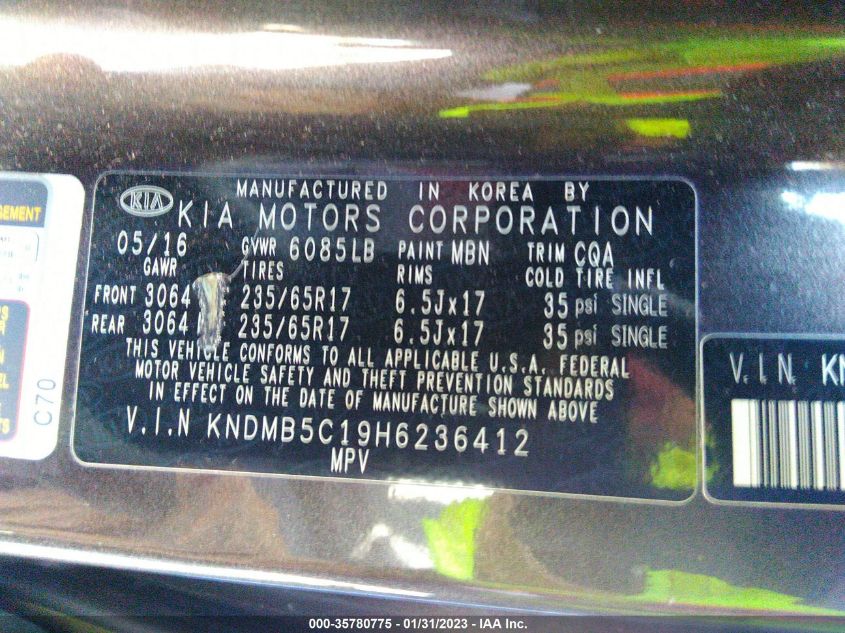 MANUFACTURED IN KOREA BY
KIA KIA MOTORS CORPORATION
05/16 GVWR 6085LB PAINT MBN TRIM CQA
GAWR TIRES RIMS COLD TIRE INFL
FRONT 3064 235/65R17 6.5Jx17 35 psi SINGLE
REAR 3064 235/65R17 6.5Jx17 35 psi SINGLE
THIS VEHICLE CONFORMS TO ALL APPLICABLE U.S.A. FEDERAL
MOTOR VEHICLE SAFETY AND THEFT PREVENTION STANDARDS
IN EFFECT ON THE DATE OF MANUFACTURE SHOWN ABOVE
V.I.N KNDMB5C19H6236412
MPV
C70
V.I.N. KN
000-35780775 - 01/31/2023 - IAA Inc.